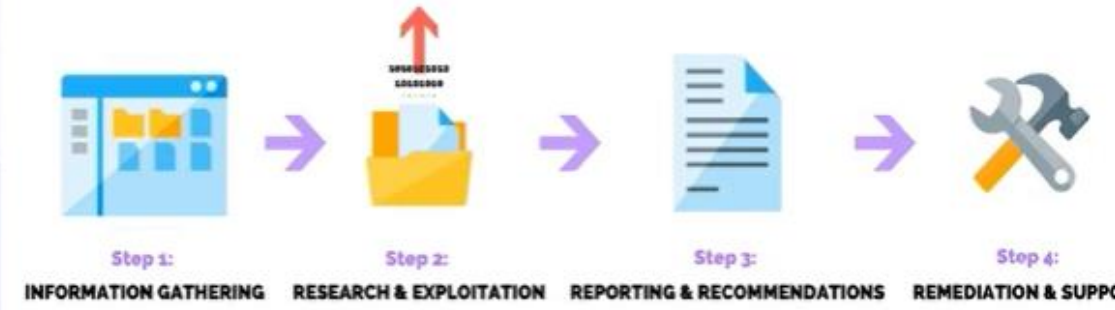 Step 1:
Step 2:
Step 3:
Step 4:
INFORMATION GATHERING
RESEARCH & EXPLOITATION
REPORTING & RECOMMENDATIONS
REMEDIATION & SUPPO